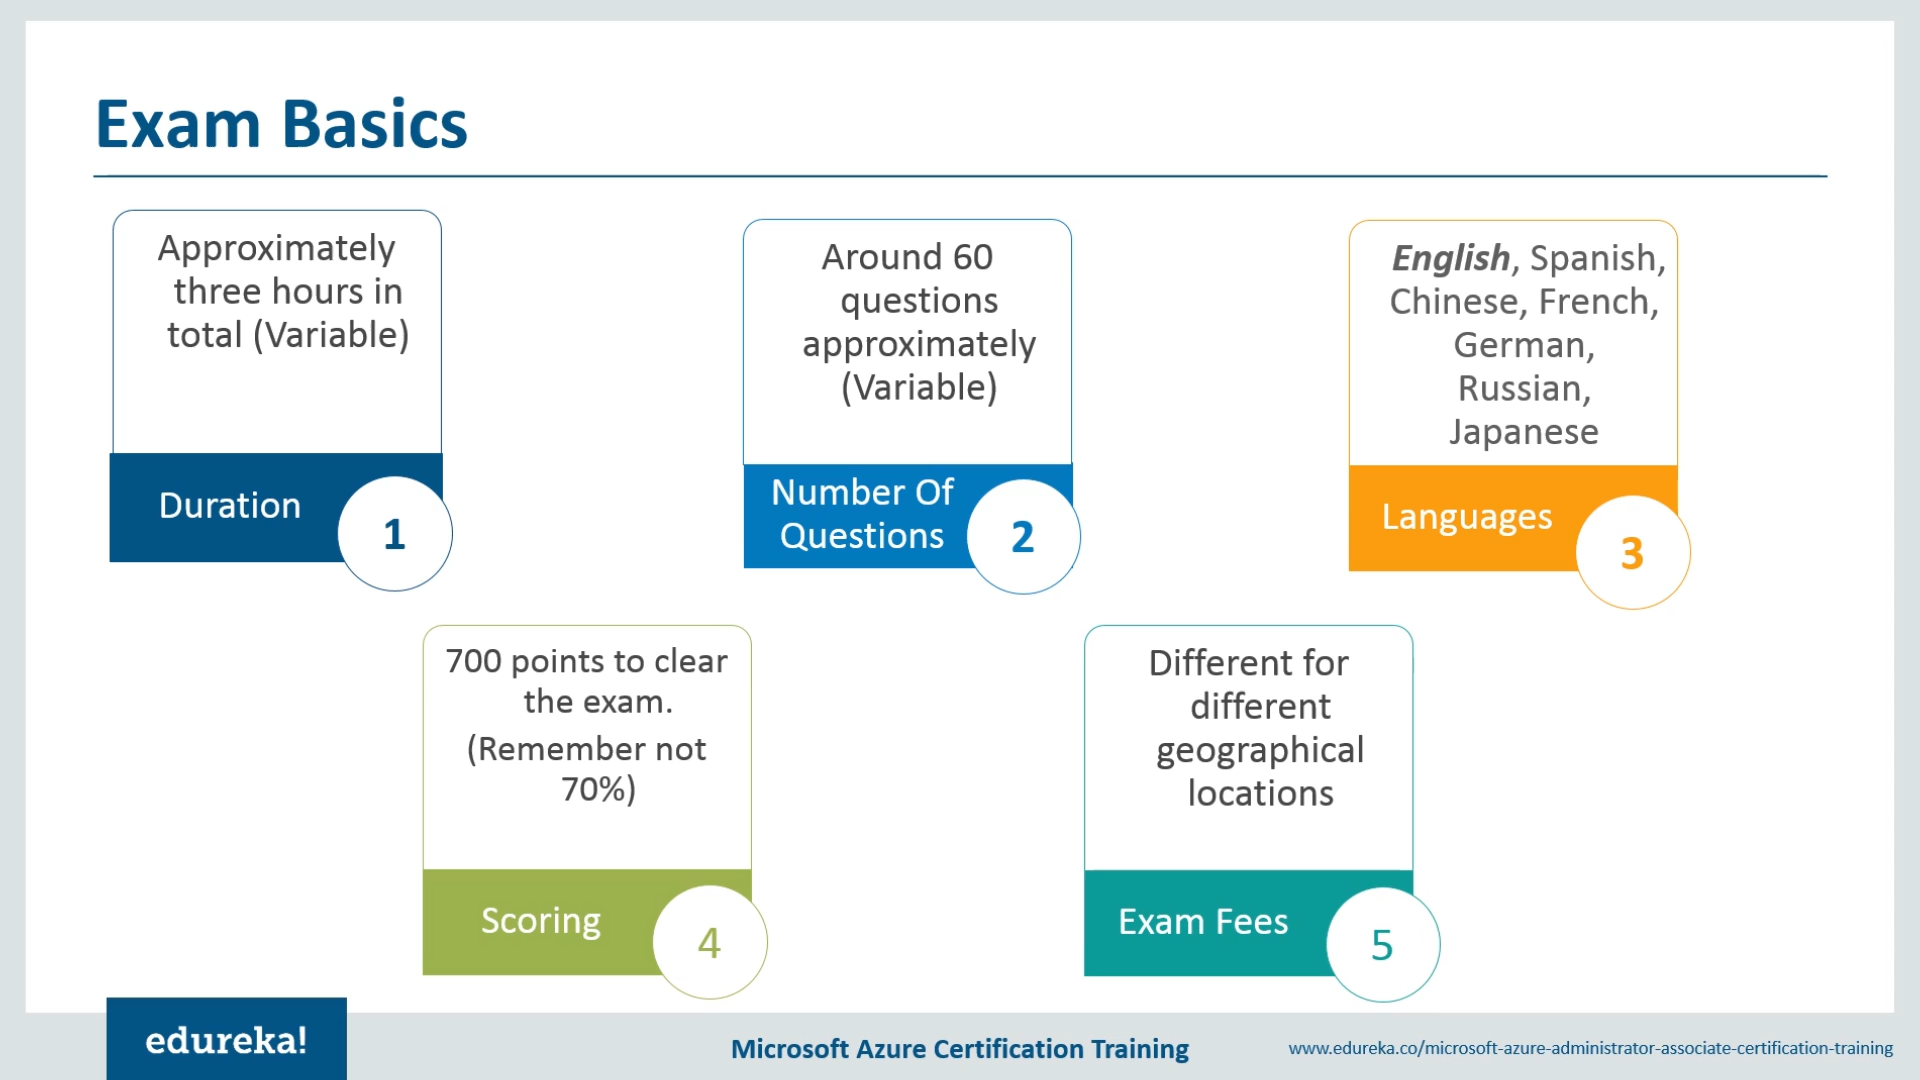 Exam Basics
Approximately
three hours in
total (Variable)
Duration
1
Around 60
questions
approximately
(Variable)
Number Of
Questions
2
English, Spanish,
Chinese, French,
German,
Russian,
Japanese
Languages
3
700 points to clear
the exam.
(Remember not
70%)
Scoring
4
Different for
different
geographical
locations
Exam Fees
5
edureka!
Microsoft Azure Certification Training
www.edureka.co/microsoft-azure-administrator-associate-certification-training